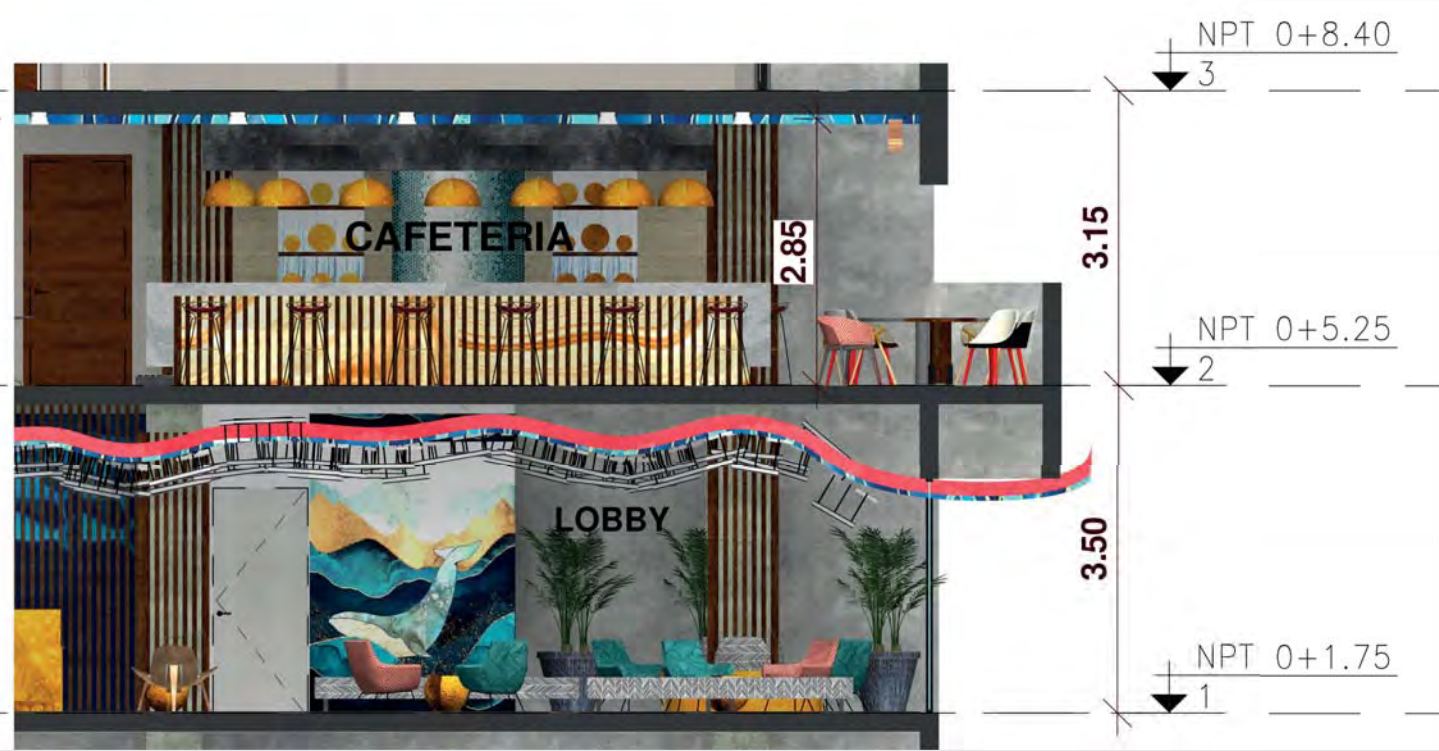 NPT 0+8.40
3
CAFETERIA
2.85
3.15
NPT 0+5.25
2
LOBBY
3.50
NPT 0+1.75
1